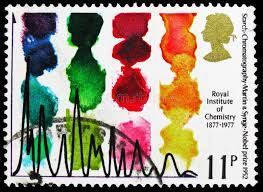 Starch-Chromatography-Martin & Synge-Nobel prize 1952
Royal
Institute
of Chemistry
1877-1977
11P